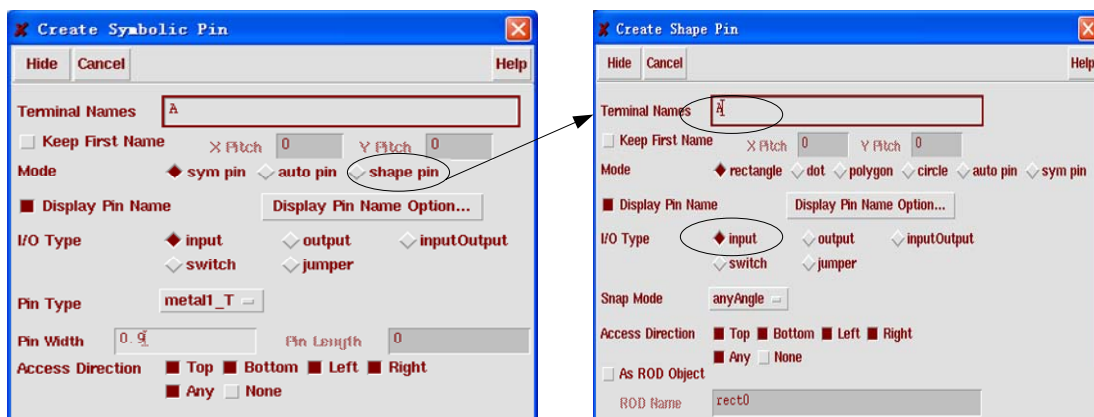 Create Symbolic Pin
Hide Cancel Help
Terminal Names A
Keep First Name X Pitch 0 Y Pitch 0
Mode sym pin auto pin shape pin
Display Pin Name Display Pin Name Option...
I/O Type input output inputOutput
switch jumper
Pin Type metal1_T
Pin Width 0.9 Pin Length 0
Access Direction Top Bottom Left Right
Any None
Create Shape Pin
Hide Cancel Help
Terminal Names A
Keep First Name X Pitch 0 Y Pitch 0
Mode rectangle dot polygon circle auto pin sym pin
Display Pin Name Display Pin Name Option...
I/O Type input output inputOutput
switch jumper
Snap Mode anyAngle
Access Direction Top Bottom Left Right
Any None
As ROD Object
ROD Name rect0